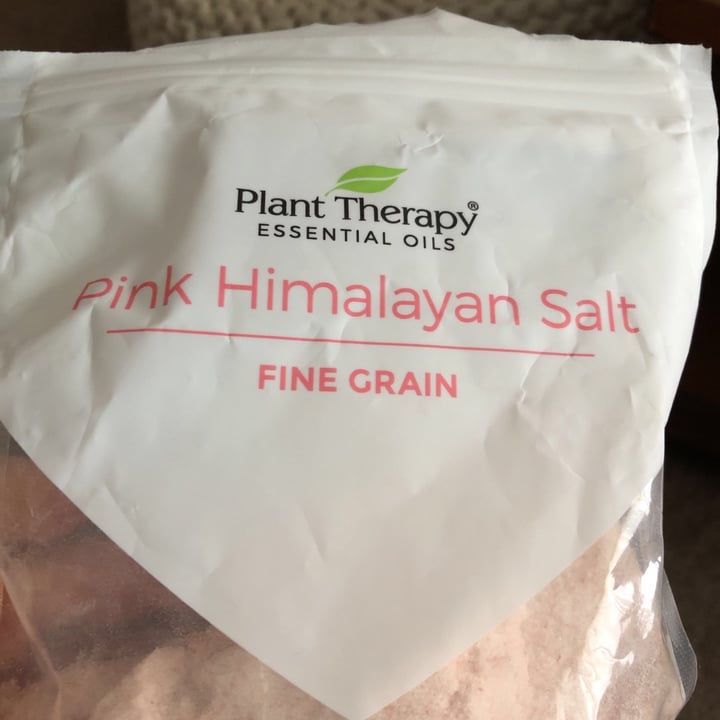 Plant Therapy®
ESSENTIAL OILS
Pink Himalayan Salt
FINE GRAIN